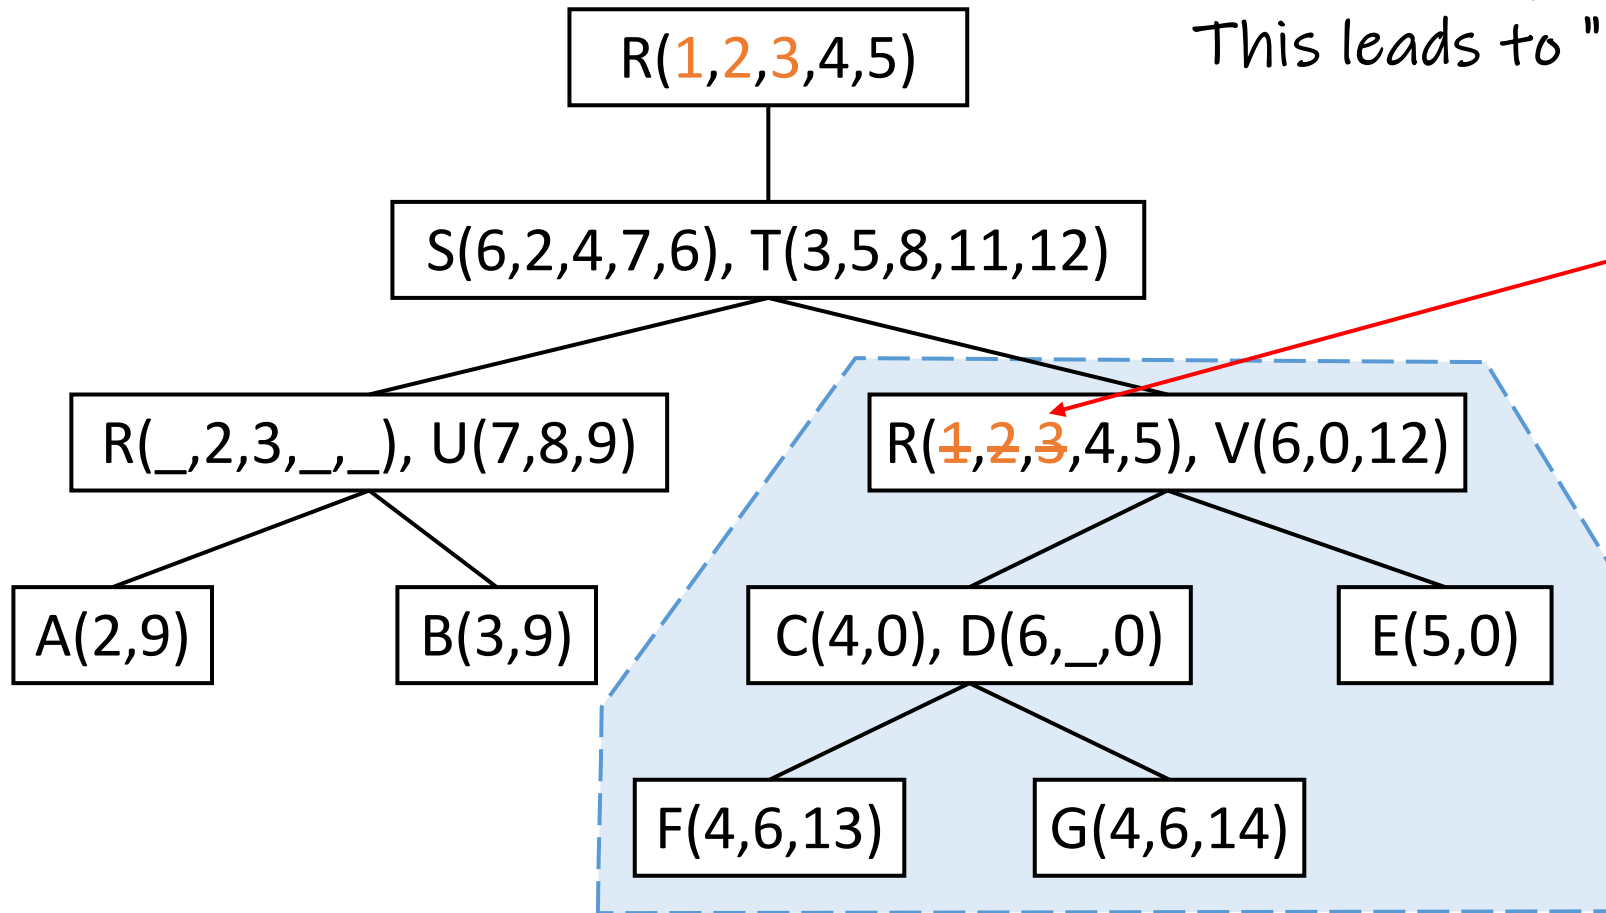 R(1,2,3,4,5)
This leads to "
S(6,2,4,7,6), T(3,5,8,11,12)
R(_,2,3,_,_), U(7,8,9)
R(1,2,3,4,5), V(6,0,12)
A(2,9)
B(3,9)
C(4,0), D(6,_,0)
E(5,0)
F(4,6,13)
G(4,6,14)